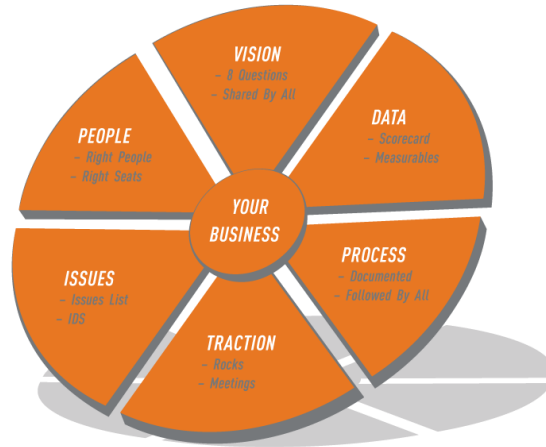 VISION
– 8 Questions
– Shared By All
DATA
– Scorecard
– Measurables
PEOPLE
– Right People
– Right Seats
YOUR
BUSINESS
PROCESS
– Documented
– Followed By All
ISSUES
– Issues List
– IDS
TRACTION
– Rocks
– Meetings